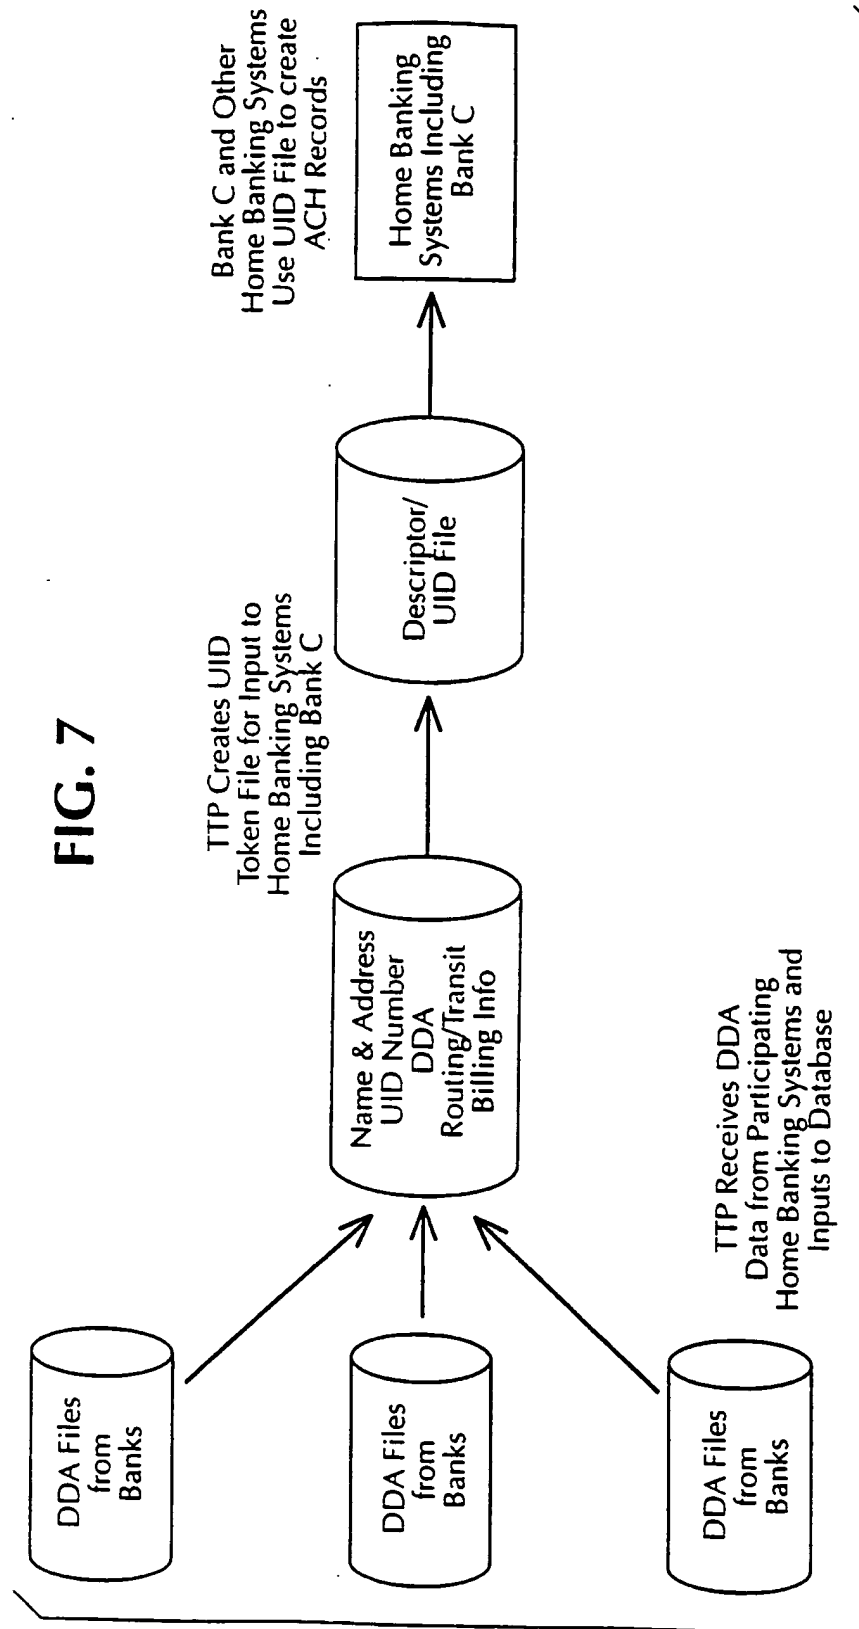 FIG. 7
DDA Files
from
Banks
DDA Files
from
Banks
DDA Files
from
Banks
TTP Receives DDA
Data from Participating
Home Banking Systems and
Inputs to Database
Name & Address
UID Number
DDA
Routing/Transit
Billing Info
TTP Creates UID
Token File for Input to
Home Banking Systems
Including Bank C
Descriptor/
UID File
Bank C and Other
Home Banking Systems
Use UID File to create
ACH Records
Home Banking
Systems Including
Bank C